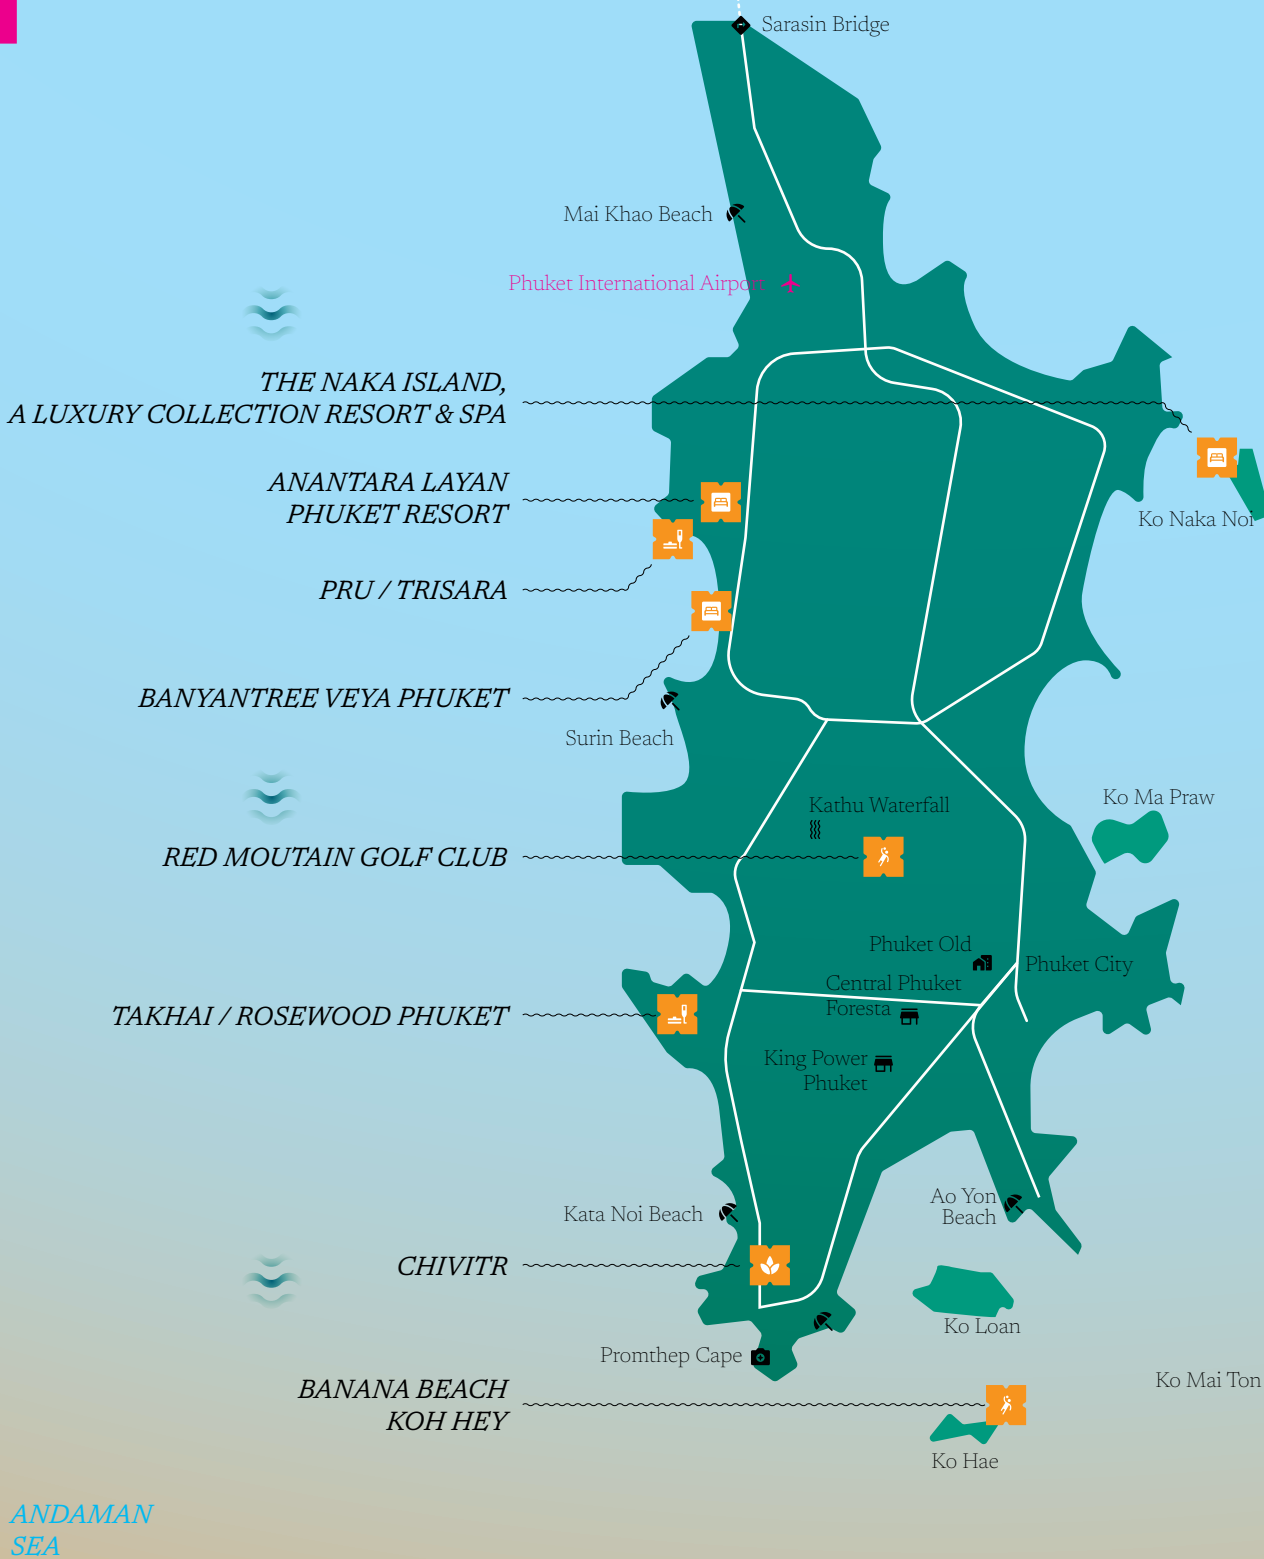 Sarasin Bridge
Mai Khao Beach
Phuket International Airport
THE NAKA ISLAND,
A LUXURY COLLECTION RESORT & SPA
ANANTARA LAYAN
PHUKET RESORT
Ko Naka Noi
PRU / TRISARA
BANYANTREE VEYA PHUKET
Surin Beach
Kathu Waterfall
Ko Ma Praw
RED MOUTAIN GOLF CLUB
Phuket Old
Phuket City
Central Phuket
Foresta
TAKHAI / ROSEWOOD PHUKET
King Power
Phuket
Ao Yon
Beach
Kata Noi Beach
CHIVITR
Ko Loan
Promthep Cape
Ko Mai Ton
BANANA BEACH
KOH HEY
Ko Hae
ANDAMAN
SEA